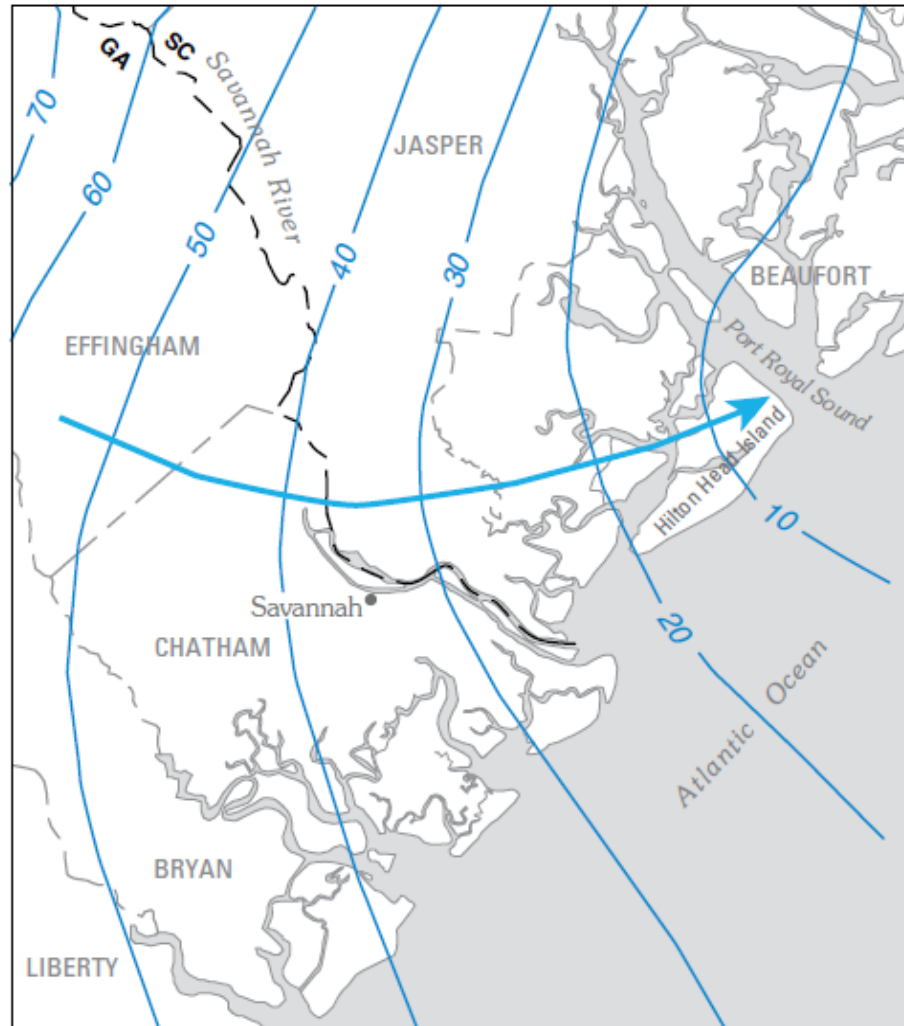 GA
SC
Savannah River
70
60
50
40
30
JASPER
BEAUFORT
EFFINGHAM
Port Royal Sound
Hilton Head Island
10
Savannah
20
CHATHAM
Atlantic Ocean
BRYAN
LIBERTY